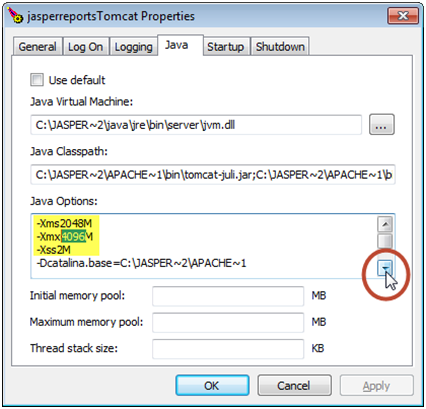 jasperreportsTomcat Properties
General Log On Logging Java Startup Shutdown
Use default
Java Virtual Machine:
C:\JASPER~2\java\jre\bin\server\jvm.dll
...
Java Classpath:
C:\JASPER~2\APACHE~1\bin\tomcat-juli.jar;C:\JASPER~2\APACHE~1\b
Java Options:
-Xms2048M
-Xmx4096M
-Xss2M
-Dcatalina.base=C:\JASPER~2\APACHE~1
Initial memory pool: MB
Maximum memory pool: MB
Thread stack size: KB
OK Cancel Apply